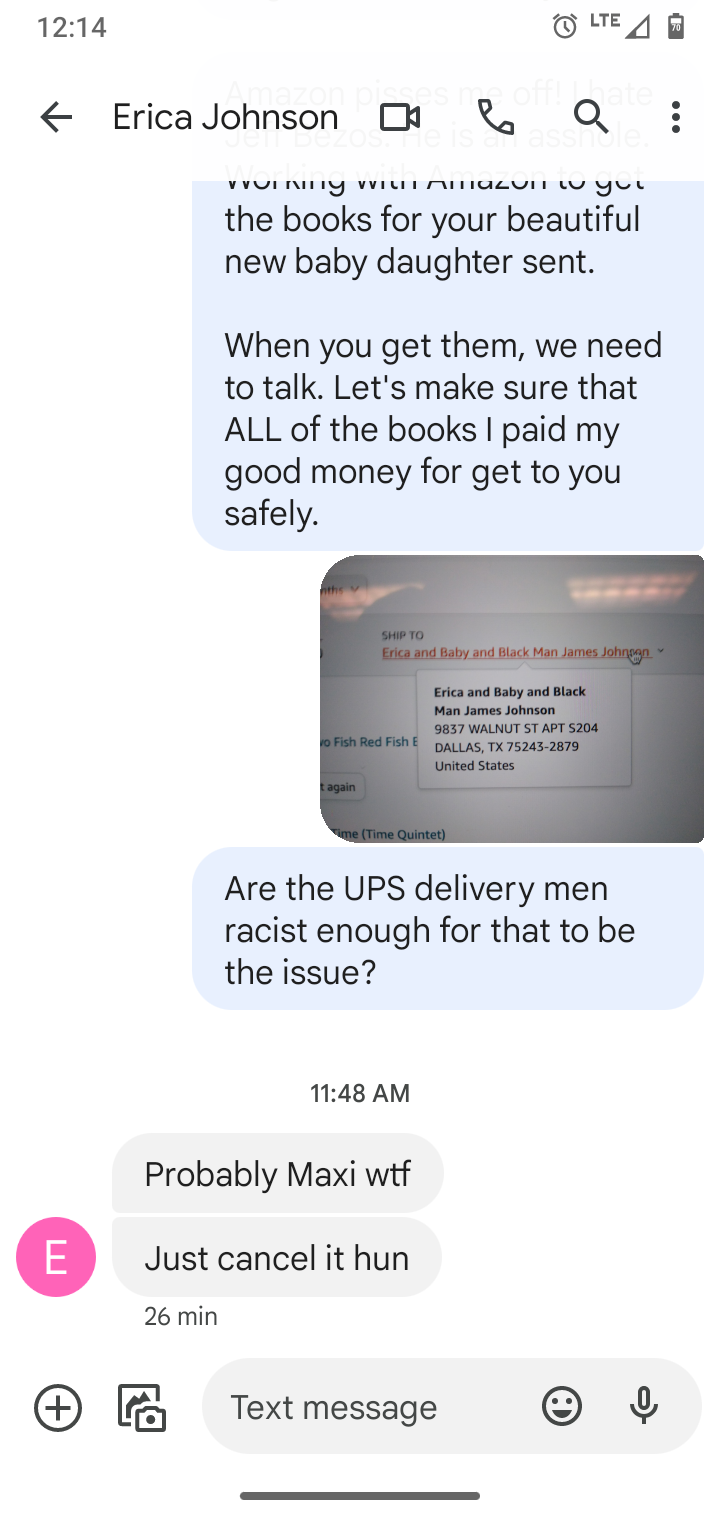 12:14
LTE
70
Amazon pisses me off! I hate
Erica Johnson
Jeff Bezos. He is an asshole.
Working with Amazon to get
the books for your beautiful
new baby daughter sent.
When you get them, we need
to talk. Let's make sure that
ALL of the books I paid my
good money for get to you
safely.
nths
SHIP TO
Erica and Baby and Black Man James Johnson
Erica and Baby and Black
Man James Johnson
9837 WALNUT ST APT S204
DALLAS, TX 75243-2879
United States
wo Fish Red Fish B
t again
Time (Time Quintet)
Are the UPS delivery men
racist enough for that to be
the issue?
11:48 AM
Probably Maxi wtf
E
Just cancel it hun
26 min
Text message